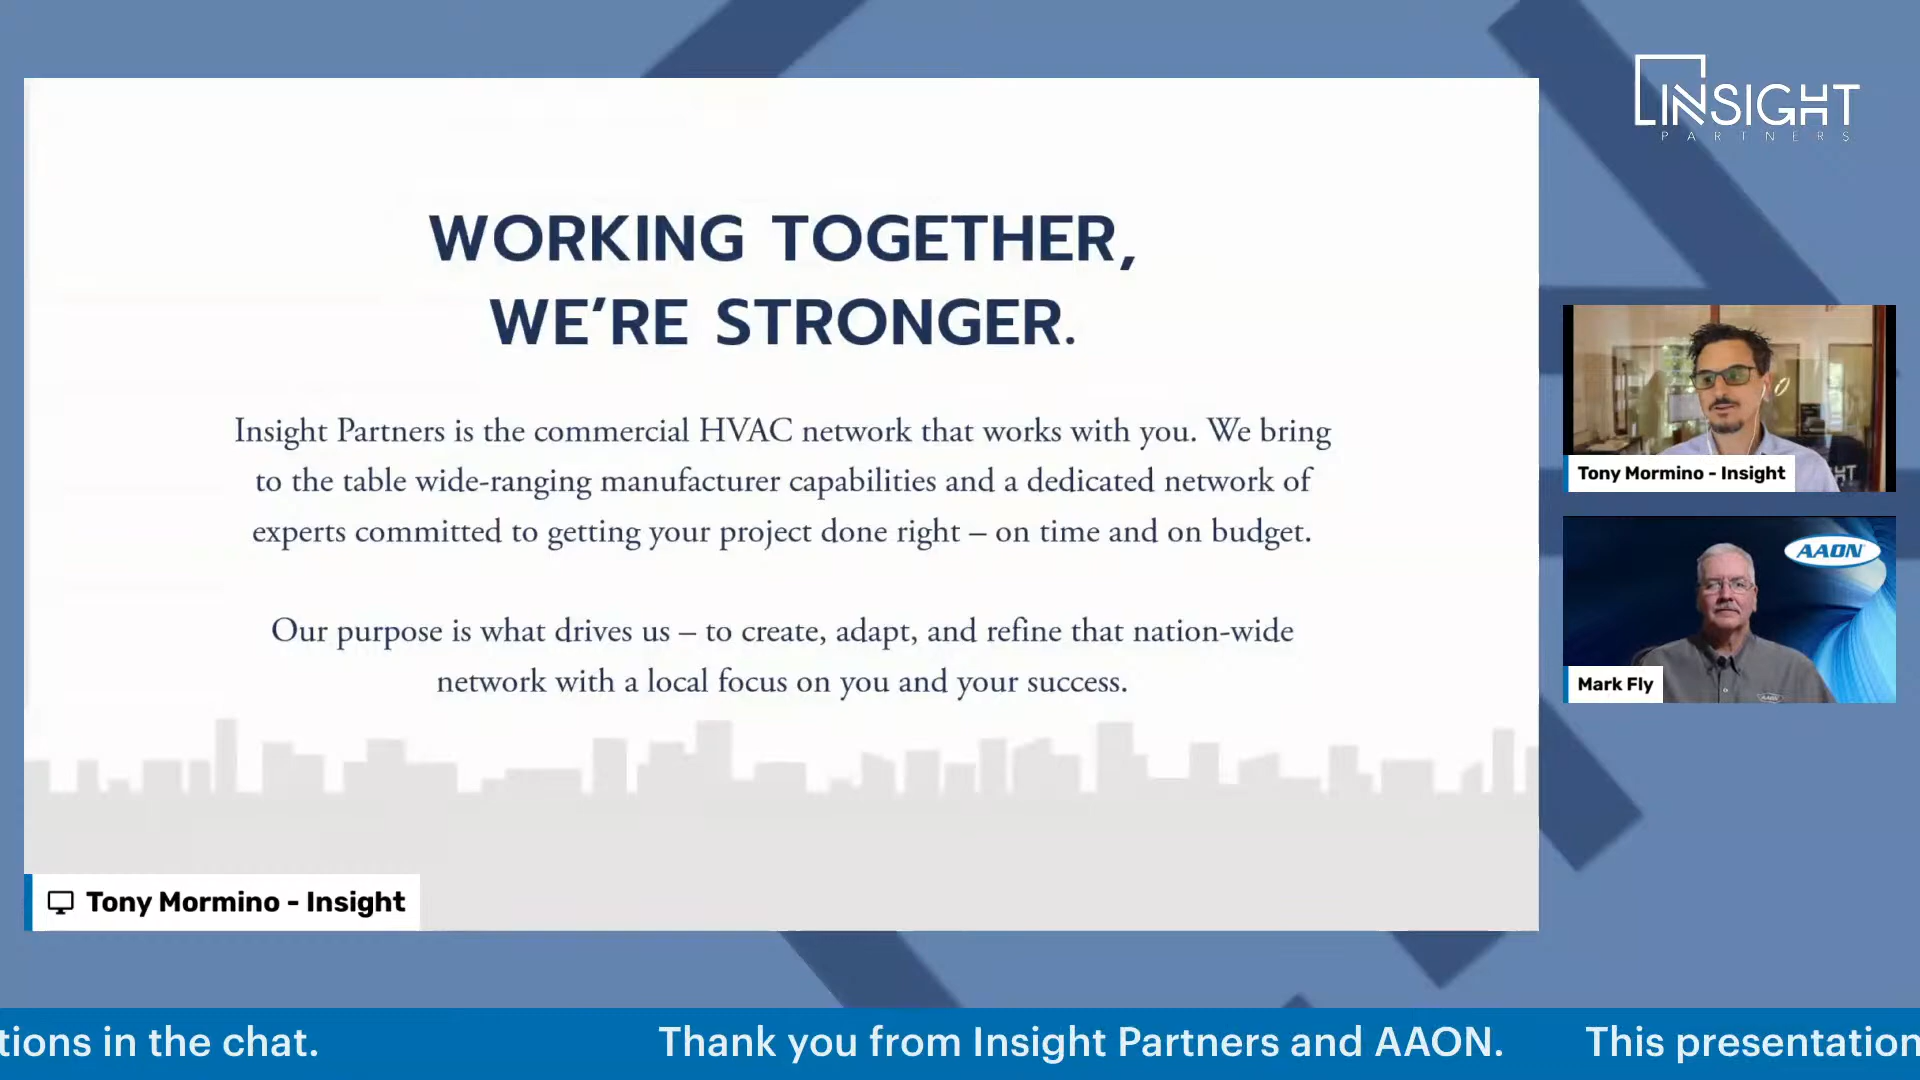 INSIGHT
PARTNERS
WORKING TOGETHER,
WE’RE STRONGER.
Insight Partners is the commercial HVAC network that works with you. We bring
to the table wide-ranging manufacturer capabilities and a dedicated network of
experts committed to getting your project done right – on time and on budget.
Our purpose is what drives us – to create, adapt, and refine that nation-wide
network with a local focus on you and your success.
Tony Mormino - Insight
Tony Mormino - Insight
AAON
Mark Fly
tions in the chat.
Thank you from Insight Partners and AAON.
This presentation